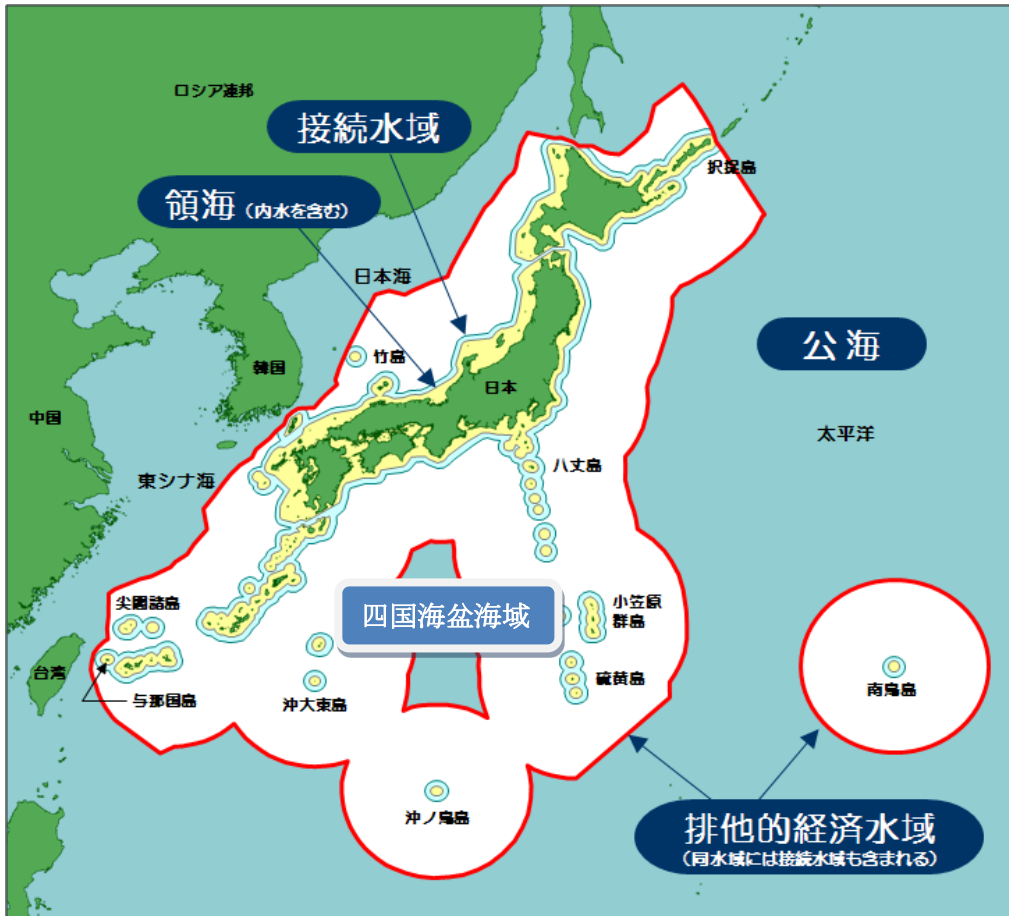 ロシア連邦
接続水域
択捉島
領海（内水を含む）
日本海
公海
竹島
韓国
日本
中国
太平洋
八丈島
東シナ海
四国海盆海域
尖閣諸島
小笠原
群島
台湾
硫黄島
南鳥島
与那国島
沖大東島
沖ノ鳥島
排他的経済水域
（同水域には接続水域も含まれる）